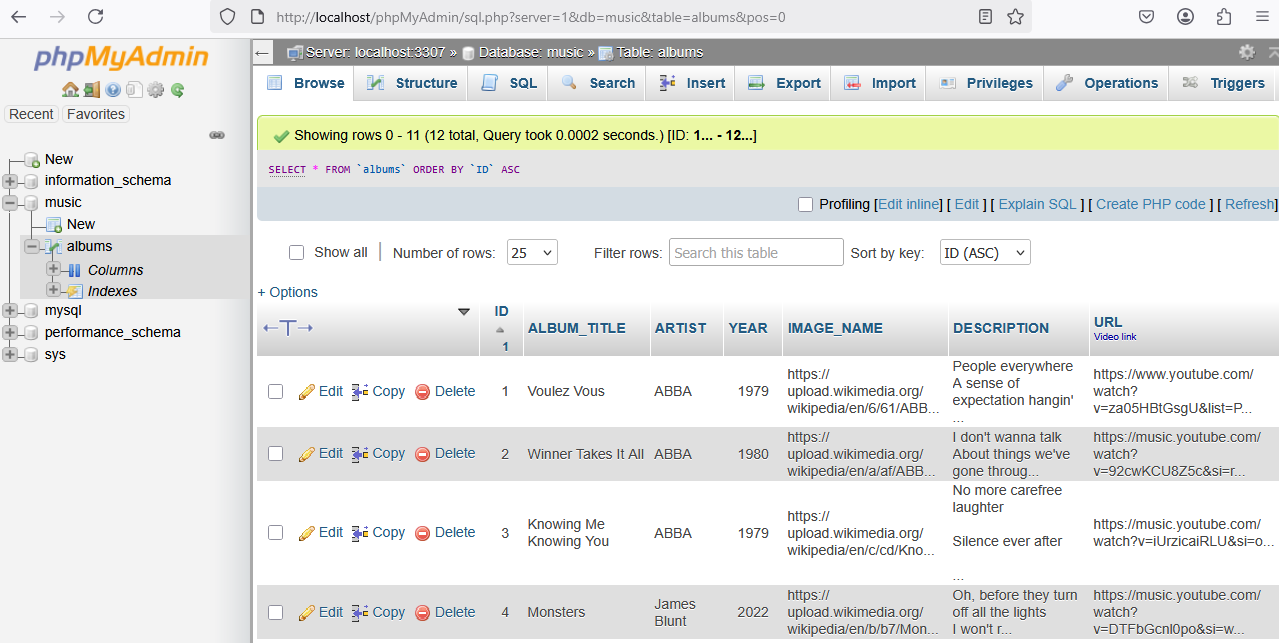 http://localhost/phpMyAdmin/sql.php?server=1&db=music&table=albums&pos=0
phpMyAdmin
Recent Favorites
New
information_schema
music
New
albums
Columns
Indexes
mysql
performance_schema
sys
Server: localhost:3307 » Database: music » Table: albums
Browse Structure SQL Search Insert Export Import Privileges Operations Triggers
Showing rows 0 - 11 (12 total, Query took 0.0002 seconds.) [ID: 1... - 12...]
SELECT * FROM `albums` ORDER BY `ID` ASC
Profiling [Edit inline] [ Edit ] [ Explain SQL ] [ Create PHP code ] [ Refresh]
Show all Number of rows: 25 Filter rows: Search this table Sort by key: ID (ASC)
+ Options
ID 1 ALBUM_TITLE ARTIST YEAR IMAGE_NAME DESCRIPTION URL
Video link
Edit Copy Delete 1 Voulez Vous ABBA 1979
https://
upload.wikimedia.org/
wikipedia/en/6/61/ABB...
People everywhere
A sense of
expectation hangin'
...
https://www.youtube.com/
watch?
v=za05HBtGsgU&list=P...
Edit Copy Delete 2 Winner Takes It All ABBA 1980
https://
upload.wikimedia.org/
wikipedia/en/a/af/ABB...
I don't wanna talk
About things we've
gone throug...
https://music.youtube.com/
watch?
v=92cwKCU8Z5c&si=r...
Edit Copy Delete 3 Knowing Me
Knowing You
ABBA 1979
https://
upload.wikimedia.org/
wikipedia/en/c/cd/Kno...
No more carefree
laughter
Silence ever after
...
https://music.youtube.com/
watch?v=iUrzicaiRLU&si=o...
Edit Copy Delete 4 Monsters
James
Blunt
2022
https://
upload.wikimedia.org/
wikipedia/en/b/b7/Mon...
Oh, before they turn
off all the lights
I won't r...
https://music.youtube.com/
watch?
v=DTFbGcnl0po&si=w...